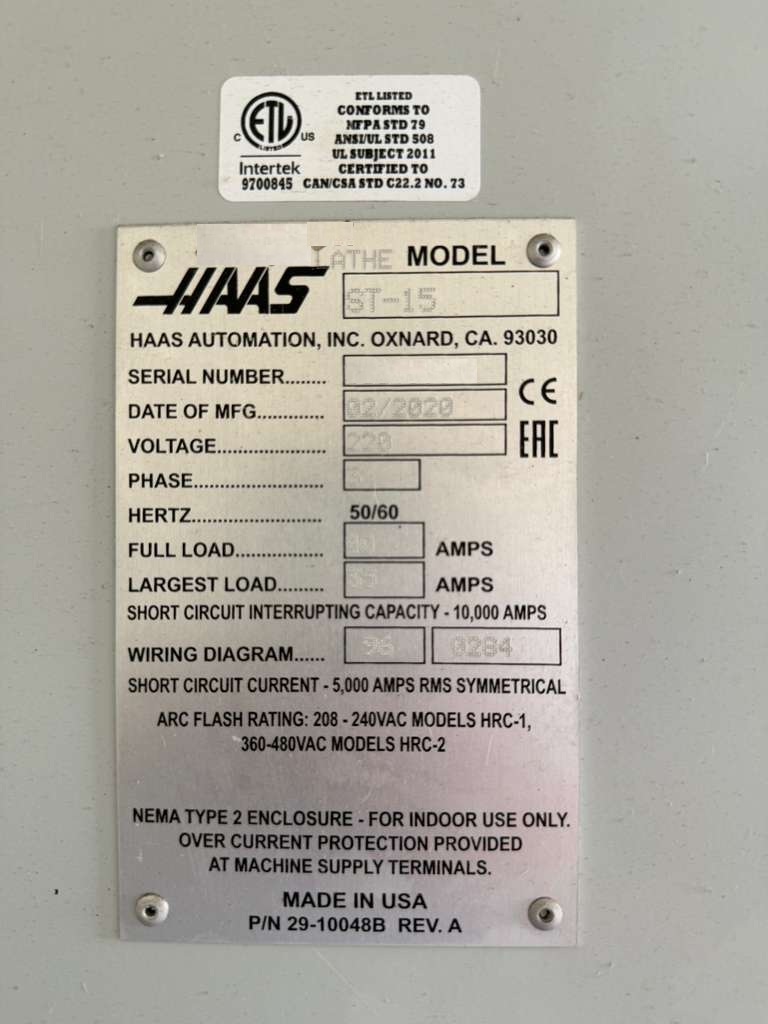 ETL LISTED
CONFORMS TO
NFPA STD 79
ANSI/UL STD 508
UL SUBJECT 2011
CERTIFIED TO
CAN/CSA STD C22.2 NO. 73
C ETL US
LISTED
Intertek
9700845
LATHE MODEL
HAAS ST-15
HAAS AUTOMATION, INC. OXNARD, CA. 93030
SERIAL NUMBER........
DATE OF MFG............. 02/2020 CE
VOLTAGE..................... 220 EAC
PHASE.........................
HERTZ......................... 50/60
FULL LOAD................. AMPS
LARGEST LOAD......... AMPS
SHORT CIRCUIT INTERRUPTING CAPACITY - 10,000 AMPS
WIRING DIAGRAM...... 96 0284
SHORT CIRCUIT CURRENT - 5,000 AMPS RMS SYMMETRICAL
ARC FLASH RATING: 208 - 240VAC MODELS HRC-1,
360-480VAC MODELS HRC-2
NEMA TYPE 2 ENCLOSURE - FOR INDOOR USE ONLY.
OVER CURRENT PROTECTION PROVIDED
AT MACHINE SUPPLY TERMINALS.
MADE IN USA
P/N 29-10048B REV. A